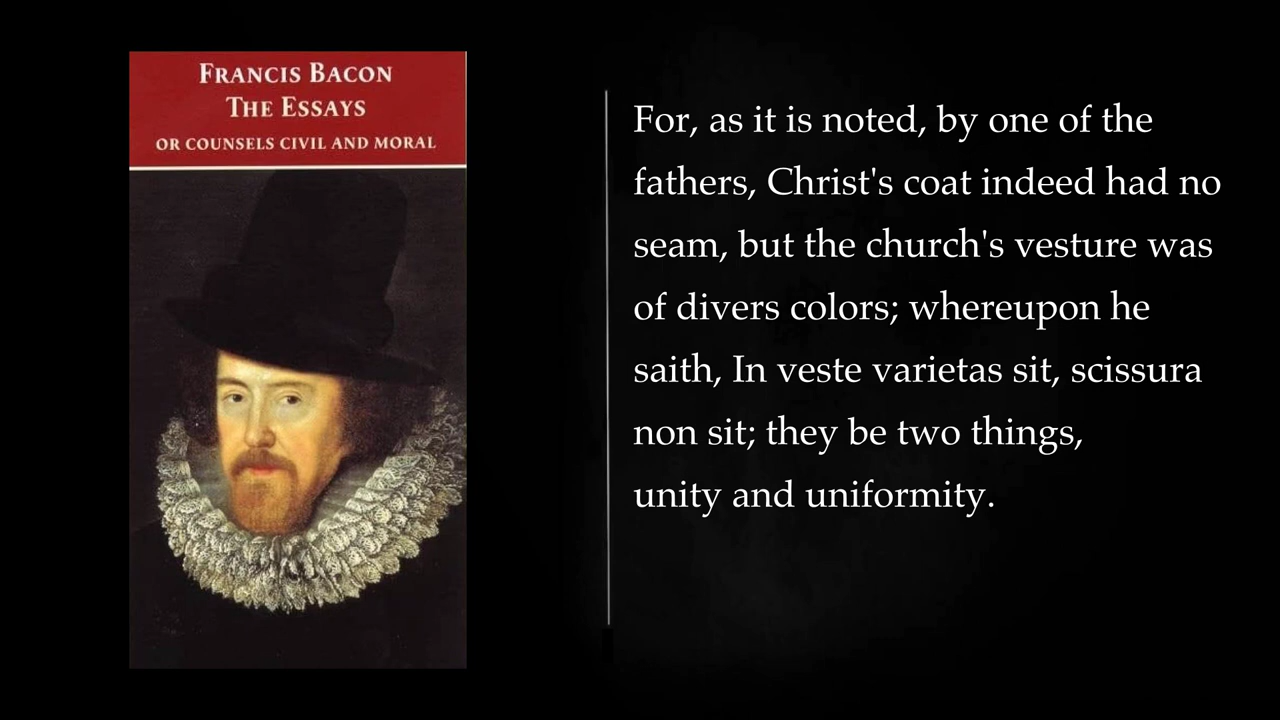 FRANCIS BACON
THE ESSAYS
OR COUNSELS CIVIL AND MORAL
For, as it is noted, by one of the
fathers, Christ's coat indeed had no
seam, but the church's vesture was
of divers colors; whereupon he
saith, In veste varietas sit, scissura
non sit; they be two things,
unity and uniformity.